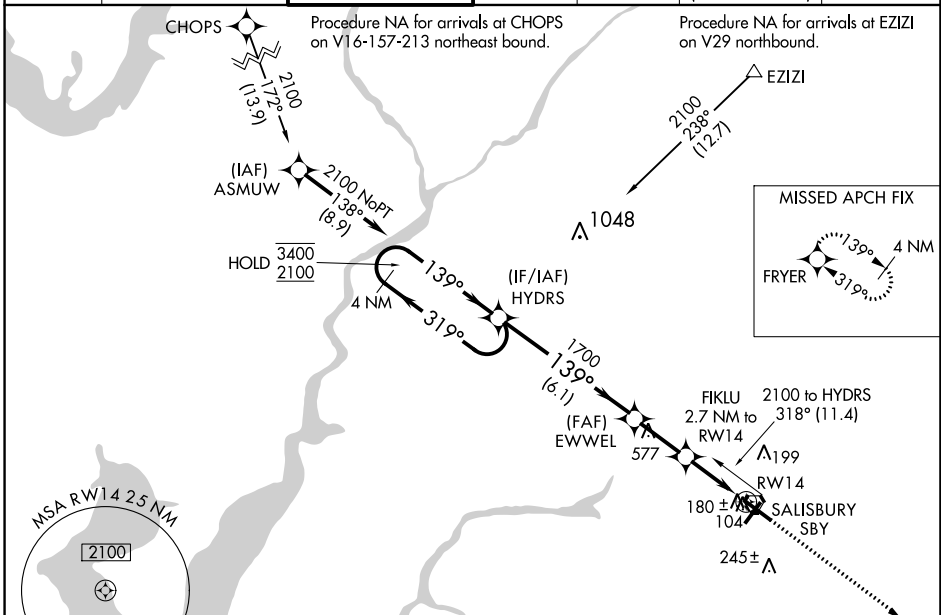 CHOPS
Procedure NA for arrivals at CHOPS
on V16-157-213 northeast bound.
Procedure NA for arrivals at EZIZI
on V29 northbound.
2100
172°
(13.9)
EZIZI
2100
238°
(12.7)
(IAF)
ASMUW
2100 NoPT
138°
(8.9)
1048
MISSED APCH FIX
139°
4 NM
FRYER
319°
HOLD
3400
2100
4 NM
139°
319°
(IF/IAF)
HYDRS
1700
139°
(6.1)
(FAF)
EWWEL
577
FIKLU
2.7 NM to
RW14
2100 to HYDRS
318° (11.4)
199
RW14
180 ±
104
SALISBURY
SBY
245±
MSA RW14 25 NM
2100